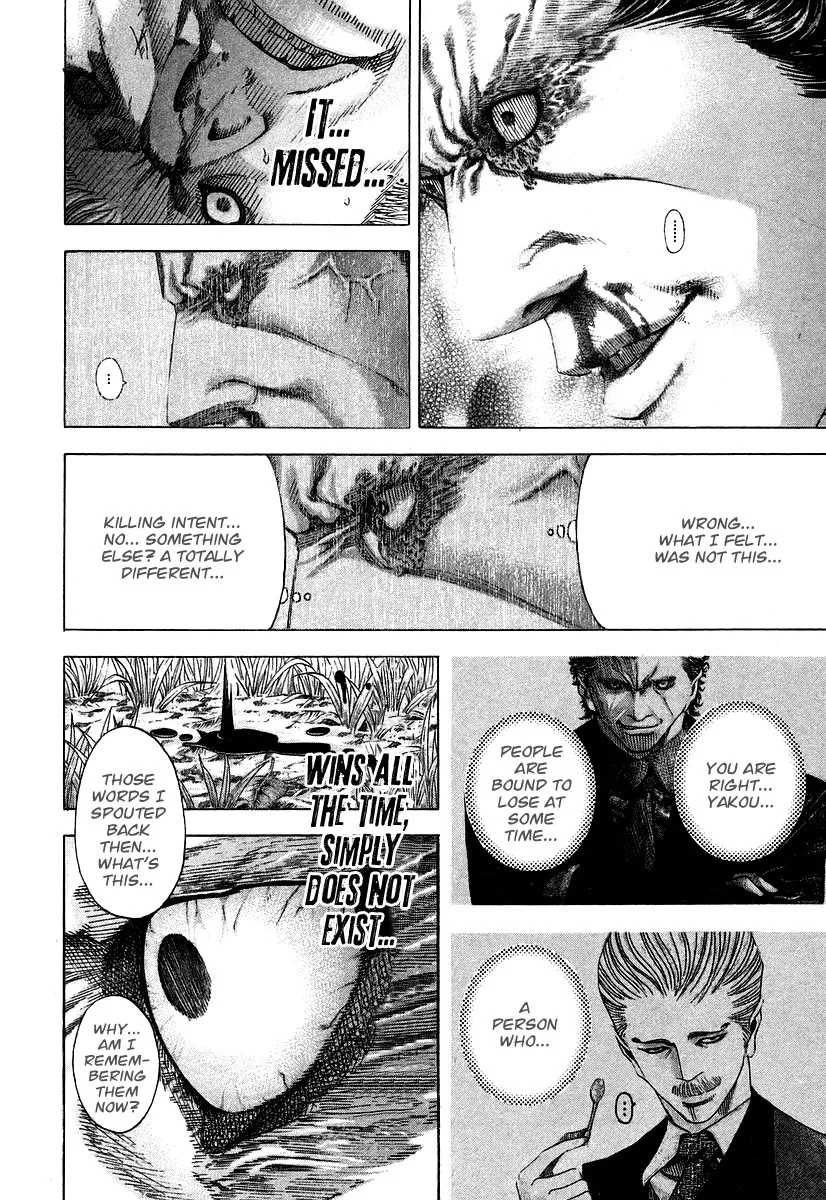 ...
IT...
MISSED...
...
WRONG...
WHAT I FELT...
WAS NOT THIS...
KILLING INTENT...
NO... SOMETHING
ELSE? A TOTALLY
DIFFERENT...
YOU ARE
RIGHT...
YAKOU...
PEOPLE
ARE
BOUND TO
LOSE AT
SOME
TIME...
A
PERSON
WHO...
...
WINS ALL
THE TIME,
SIMPLY
DOES NOT
EXIST...
THOSE
WORDS I
SPOUTED
BACK
THEN...
WHAT'S
THIS...
WHY...
AM I
REMEM-
BERING
THEM
NOW?